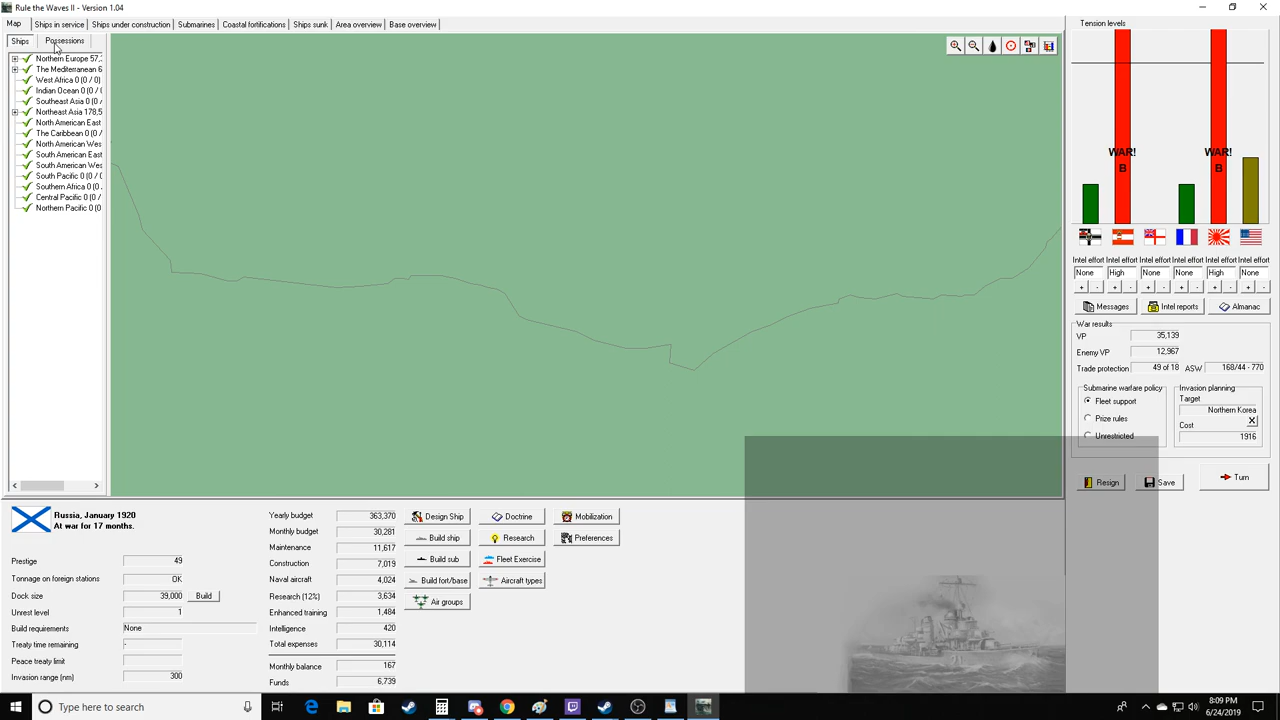 Rule the Waves II - Version 1.04
Map Ships in service Ships under construction Submarines Coastal fortifications Ships sunk Area overview Base overview
Ships Possessions
Northern Europe 57,
The Mediterranean 6
West Africa 0 (0 / 0)
Indian Ocean 0 (0 /
Southeast Asia 0 (0
Northeast Asia 178,5
North American East
The Caribbean 0 (0 /
North American Wes
South American East
South American Wes
South Pacific 0 (0 /
Southern Africa 0 (0
Central Pacific 0 (0
Northern Pacific 0 (0
Tension levels
WAR! WAR!
B B
Intel effort Intel effort Intel effort Intel effort Intel effort Intel effort
None High None None High None
+ - + - + - + - + - + -
Messages Intel reports Almanac
War results
VP 35,139
Enemy VP 12,967
Trade protection 49 of 18 ASW 168/44 - 770
Submarine warfare policy
Fleet support
Prize rules
Unrestricted
Invasion planning
Target
Northern Korea
X
Cost
1916
Resign Save Turn
Russia, January 1920
At war for 17 months.
Prestige 49
Tonnage on foreign stations OK
Dock size 39,000 Build
Unrest level 1
Build requirements None
Treaty time remaining -
Peace treaty limit
Invasion range (nm) 300
Yearly budget 363,370
Monthly budget 30,281
Maintenance 11,617
Construction 7,019
Naval aircraft 4,024
Research (12%) 3,634
Enhanced training 1,484
Intelligence 420
Total expenses 30,114
Monthly balance 167
Funds 6,739
Design Ship Doctrine Mobilization
Build ship Research Preferences
Build sub Fleet Exercise
Build fort/base Aircraft types
Air groups
Type here to search
8:09 PM
6/24/2019